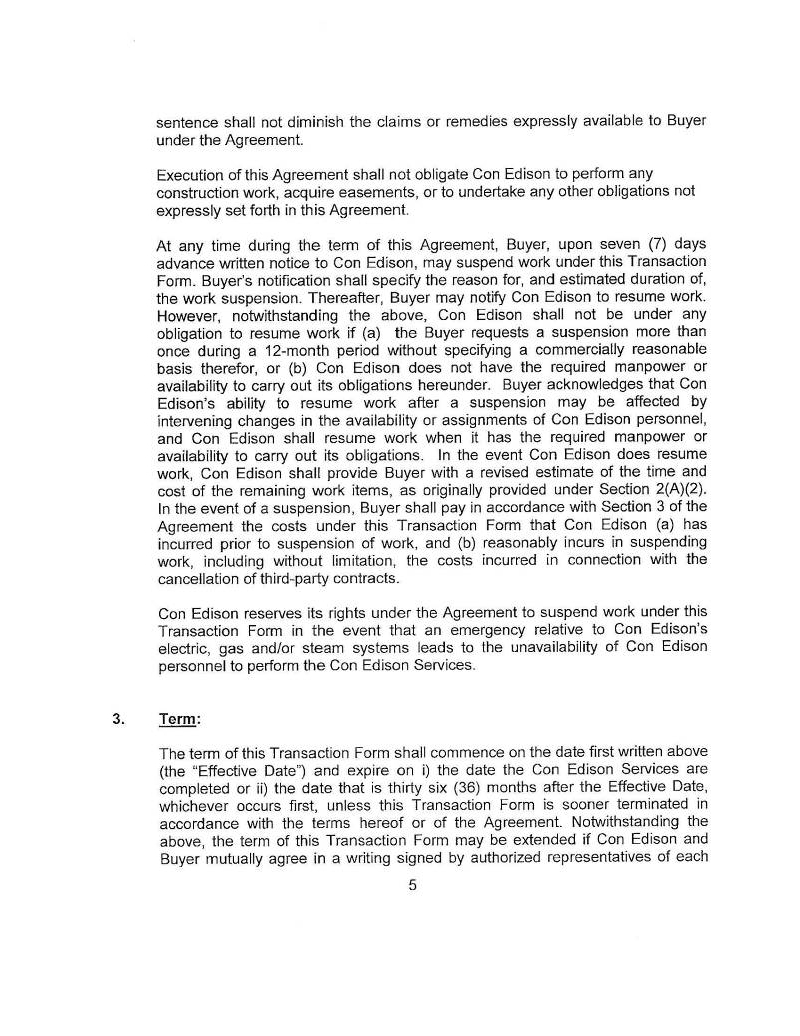 sentence shall not diminish the claims or remedies expressly available to Buyer
under the Agreement.
Execution of this Agreement shall not obligate Con Edison to perform any
construction work, acquire easements, or to undertake any other obligations not
expressly set forth in this Agreement.
At any time during the term of this Agreement, Buyer, upon seven (7) days
advance written notice to Con Edison, may suspend work under this Transaction
Form. Buyer's notification shall specify the reason for, and estimated duration of,
the work suspension. Thereafter, Buyer may notify Con Edison to resume work.
However, notwithstanding the above, Con Edison shall not be under any
obligation to resume work if (a) the Buyer requests a suspension more than
once during a 12-month period without specifying a commercially reasonable
basis therefor, or (b) Con Edison does not have the required manpower or
availability to carry out its obligations hereunder. Buyer acknowledges that Con
Edison's ability to resume work after a suspension may be affected by
intervening changes in the availability or assignments of Con Edison personnel,
and Con Edison shall resume work when it has the required manpower or
availability to carry out its obligations. In the event Con Edison does resume
work, Con Edison shall provide Buyer with a revised estimate of the time and
cost of the remaining work items, as originally provided under Section 2(A)(2).
In the event of a suspension, Buyer shall pay in accordance with Section 3 of the
Agreement the costs under this Transaction Form that Con Edison (a) has
incurred prior to suspension of work, and (b) reasonably incurs in suspending
work, including without limitation, the costs incurred in connection with the
cancellation of third-party contracts.
Con Edison reserves its rights under the Agreement to suspend work under this
Transaction Form in the event that an emergency relative to Con Edison's
electric, gas and/or steam systems leads to the unavailability of Con Edison
personnel to perform the Con Edison Services.
3. Term:
The term of this Transaction Form shall commence on the date first written above
(the "Effective Date") and expire on i) the date the Con Edison Services are
completed or ii) the date that is thirty six (36) months after the Effective Date,
whichever occurs first, unless this Transaction Form is sooner terminated in
accordance with the terms hereof or of the Agreement. Notwithstanding the
above, the term of this Transaction Form may be extended if Con Edison and
Buyer mutually agree in a writing signed by authorized representatives of each
5